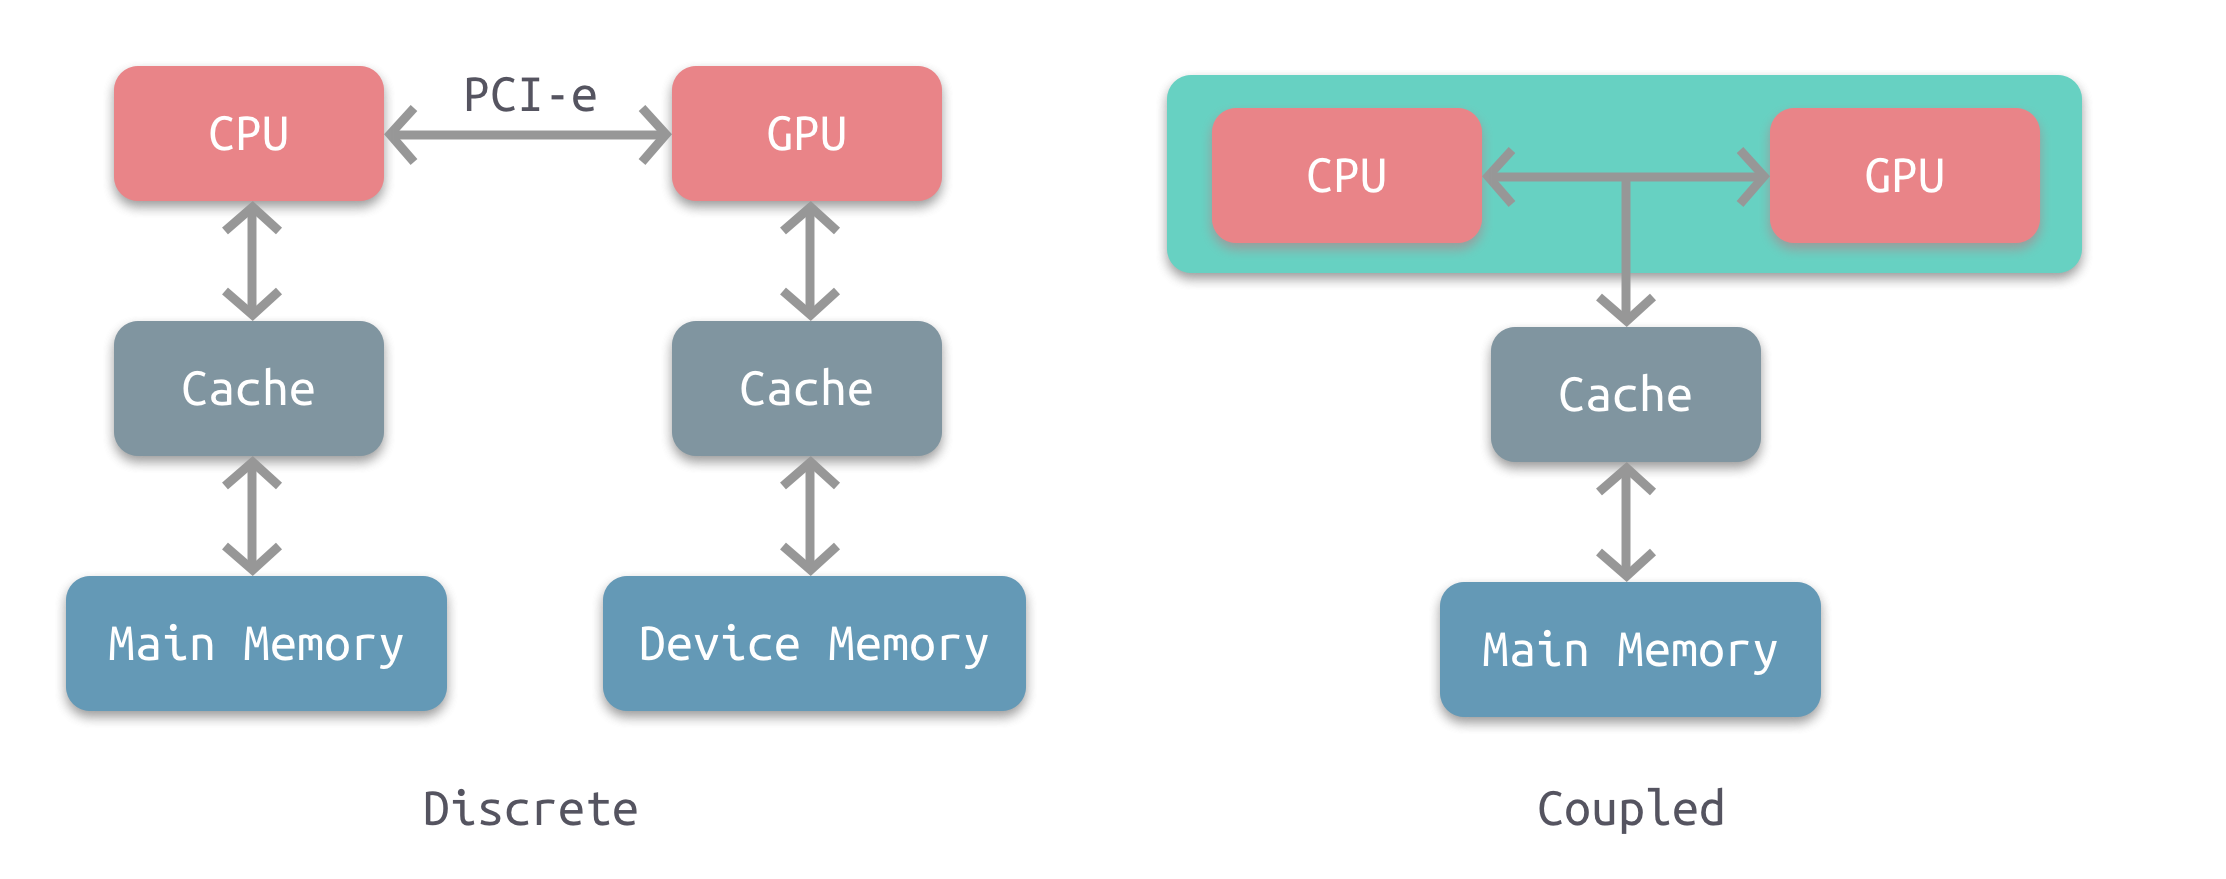 PCI-e
CPU
GPU
Cache
Cache
Main Memory
Device Memory
Discrete
CPU
GPU
Cache
Main Memory
Coupled